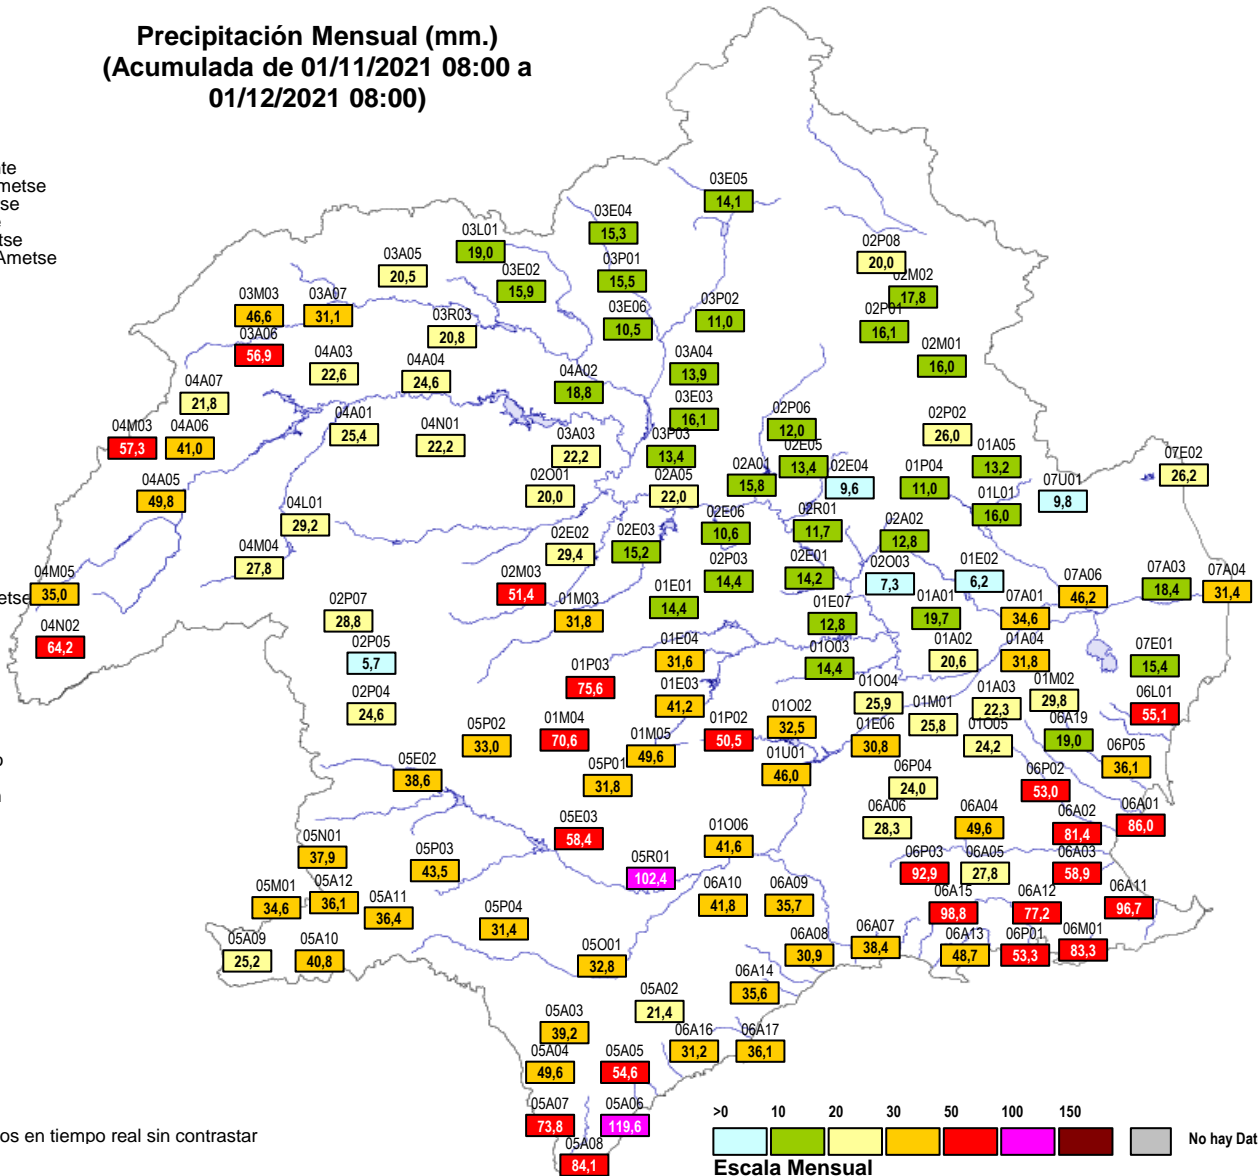 Precipitación Mensual (mm.)
(Acumulada de 01/11/2021 08:00 a
01/12/2021 08:00)
03E05
14,1
03E04
15,3
03L01
19,0
03A05
20,5
03E02
15,9
03P01
15,5
02P08
20,0
02M02
17,8
03M03
46,6
03A07
31,1
03E06
10,5
03P02
11,0
02P01
16,1
03R03
20,8
03A06
56,9
04A03
22,6
04A04
24,6
03A04
13,9
02M01
16,0
04A02
18,8
04A07
21,8
03E03
16,1
04A01
25,4
04N01
22,2
02P06
12,0
02P02
26,0
04M03
57,3
04A06
41,0
03A03
22,2
03P03
13,4
02E05
13,4
01A05
13,2
07E02
26,2
04A05
49,8
02O01
20,0
02A05
22,0
02A01
15,8
02E04
9,6
01P04
11,0
07U01
9,8
01L01
16,0
04L01
29,2
02E06
10,6
02R01
11,7
02A02
12,8
02E02
29,4
02E03
15,2
04M04
27,8
02P03
14,4
02E01
14,2
02O03
7,3
01E02
6,2
04M05
35,0
etse
02M03
51,4
01M03
31,8
01E01
14,4
07A06
46,2
07A03
18,4
07A04
31,4
02P07
28,8
01E07
12,8
01A01
19,7
07A01
34,6
04N02
64,2
02P05
5,7
01E04
31,6
01O03
14,4
01A02
20,6
01A04
31,8
07E01
15,4
01P03
75,6
01E03
41,2
01O04
25,9
01A03
22,3
01M02
29,8
02P04
24,6
06L01
55,1
05P02
33,0
01M04
70,6
01M05
49,6
01P02
50,5
01O02
32,5
01E06
30,8
01M01
25,8
01O05
24,2
06A19
19,0
06P05
36,1
05E02
38,6
05P01
31,8
01U01
46,0
06P04
24,0
06P02
53,0
05E03
58,4
01O06
41,6
06A06
28,3
06A04
49,6
06A02
81,4
06A01
86,0
05N01
37,9
05P03
43,5
05R01
102,4
06P03
92,9
06A05
27,8
06A03
58,9
05M01
34,6
05A12
36,1
05A11
36,4
06A10
41,8
06A09
35,7
06A15
98,8
06A12
77,2
06A11
96,7
05P04
31,4
05A09
25,2
05A10
40,8
05O01
32,8
06A08
30,9
06A07
38,4
06A13
48,7
06P01
53,3
06M01
83,3
05A02
21,4
06A14
35,6
05A03
39,2
06A16
31,2
06A17
36,1
05A04
49,6
05A05
54,6
05A07
73,8
05A06
119,6
05A08
84,1
te
metse
se
tse
Ametse
os en tiempo real sin contrastar
>0 10 20 30 50 100 150
No hay Dat
Escala Mensual